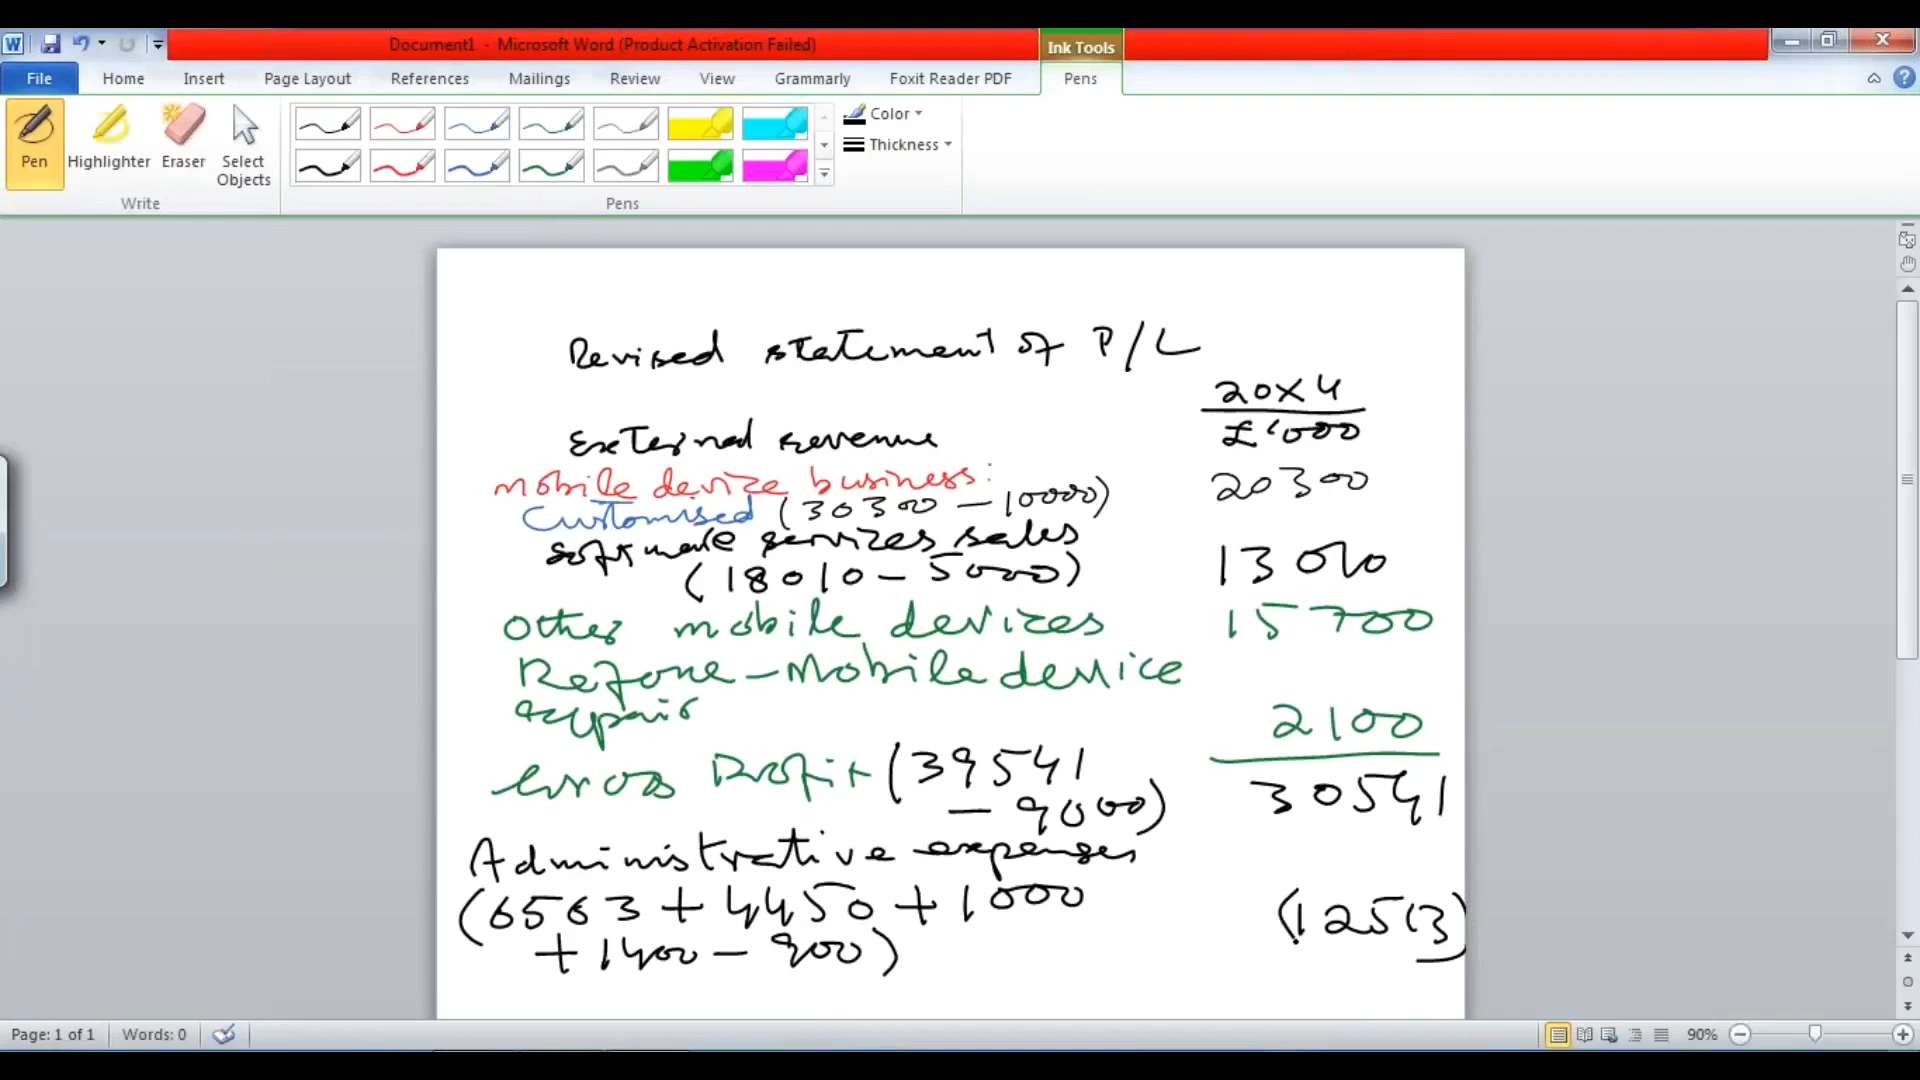 Document1 - Microsoft Word (Product Activation Failed)
Ink Tools
File
Home
Insert
Page Layout
References
Mailings
Review
View
Grammarly
Foxit Reader PDF
Pens
Pen
Highlighter
Eraser
Select Objects
Color
Thickness
Write
Pens
Revised statement of P/L
20X4
£'000
External revenue
Mobile device business:
20300
Customised (30300 - 10000)
Software services sales
(18010 - 5000)
13010
Other mobile devices
15700
Refone - Mobile device
repair
2100
Gross Profit (39541
- 9000)
30541
Administrative expenses
(6563 + 4450 + 1000
+ 1400 - 900)
(12513)
Page: 1 of 1
Words: 0
90%